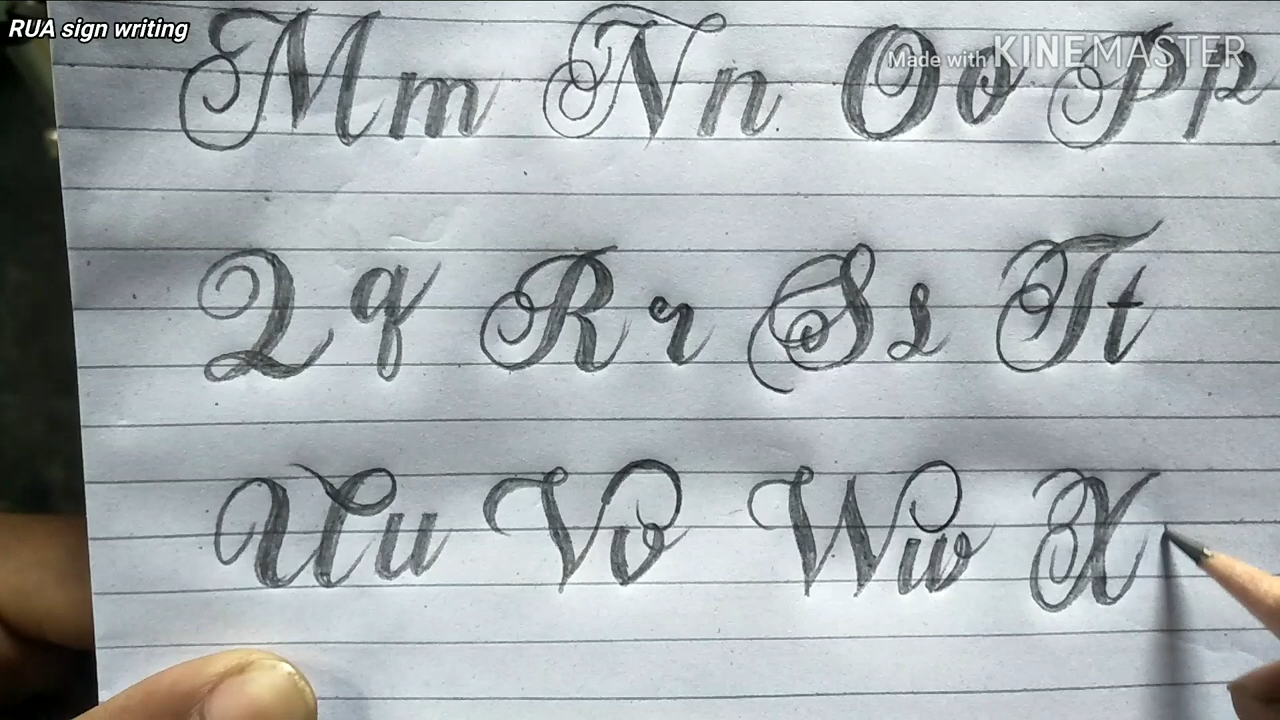 RUA sign writing
Made with KINEMASTER
Mm Nn Oo Pp
Qq Rr Ss Tt
Uu Vv Ww X